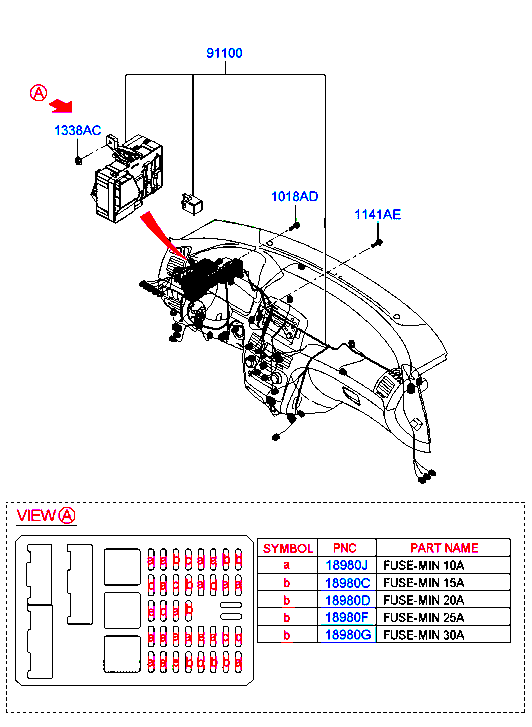 91100
A
1338AC
1018AD
1141AE
VIEW A
SYMBOL PNC PART NAME
a 18980J FUSE-MIN 10A
b 18980C FUSE-MIN 15A
b 18980D FUSE-MIN 20A
b 18980F FUSE-MIN 25A
b 18980G FUSE-MIN 30A